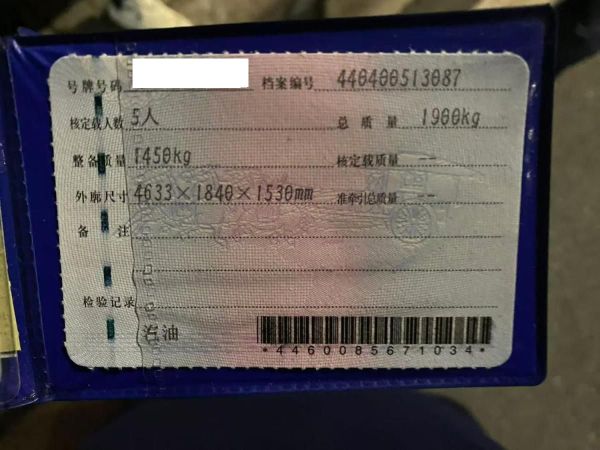 号牌号码 档案编号 440400513087
核定载人数 5人 总质量 1900kg
整备质量 1450kg 核定载质量 --
外廓尺寸 4633×1840×1530mm 准牵引总质量 --
备注
检验记录
汽油
*4460085671034*